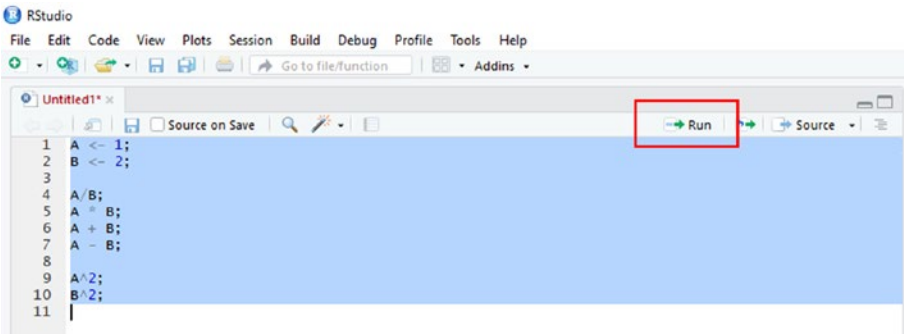 RStudio
File Edit Code View Plots Session Build Debug Profile Tools Help
Go to file/function Addins
Untitled1*
Source on Save Run Source
1 A <- 1;
2 B <- 2;
3
4 A/B;
5 A * B;
6 A + B;
7 A - B;
8
9 A^2;
10 B^2;
11